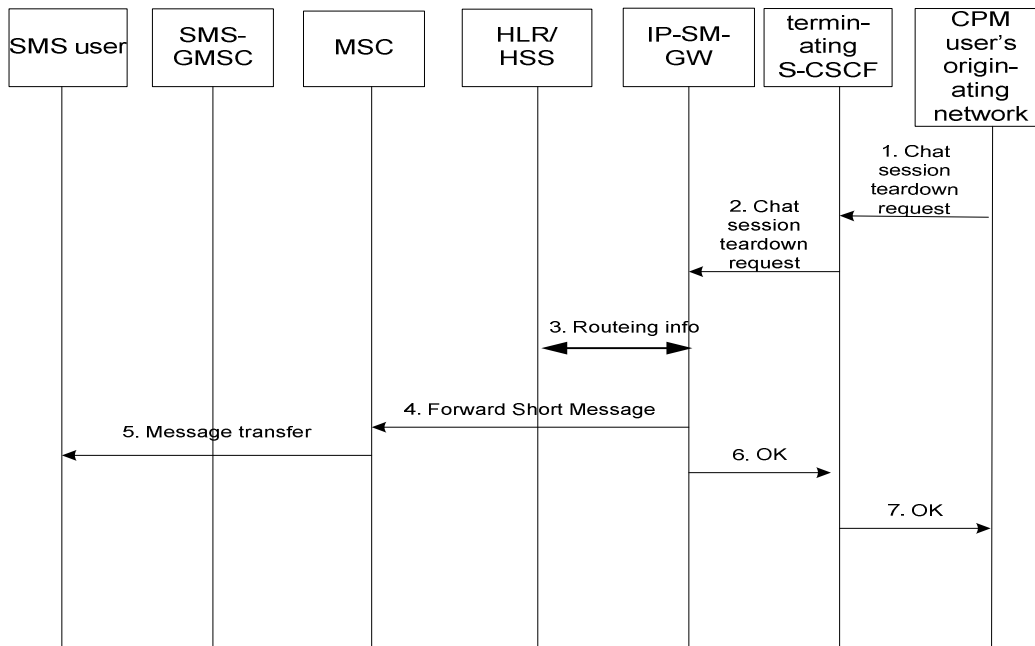 SMS user
SMS-
GMSC
MSC
HLR/
HSS
IP-SM-
GW
termin-
ating
S-CSCF
CPM
user's
origin-
ating
network
1. Chat
session
teardown
request
2. Chat
session
teardown
request
3. Routeing info
4. Forward Short Message
5. Message transfer
6. OK
7. OK